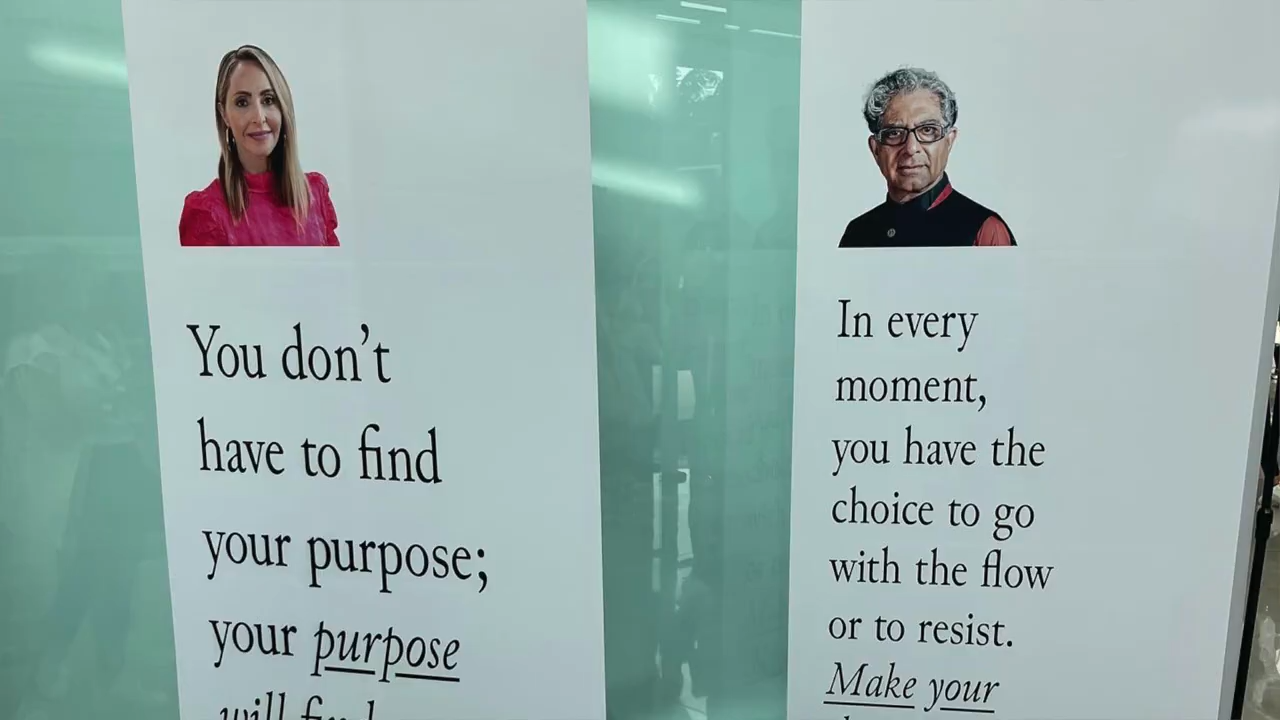 You don't
have to find
your purpose;
your purpose
will find
In every
moment,
you have the
choice to go
with the flow
or to resist.
Make your